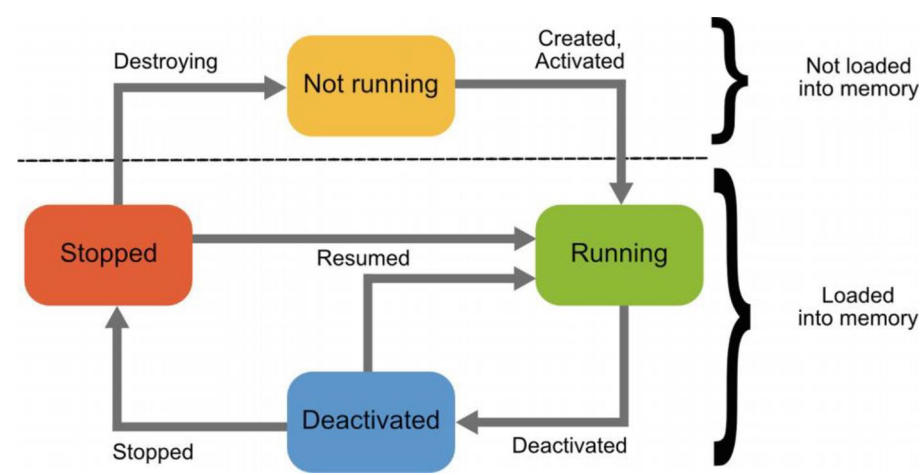 Destroying
Not running
Created,
Activated
Not loaded
into memory
Stopped
Resumed
Running
Loaded
into memory
Deactivated
Stopped
Deactivated